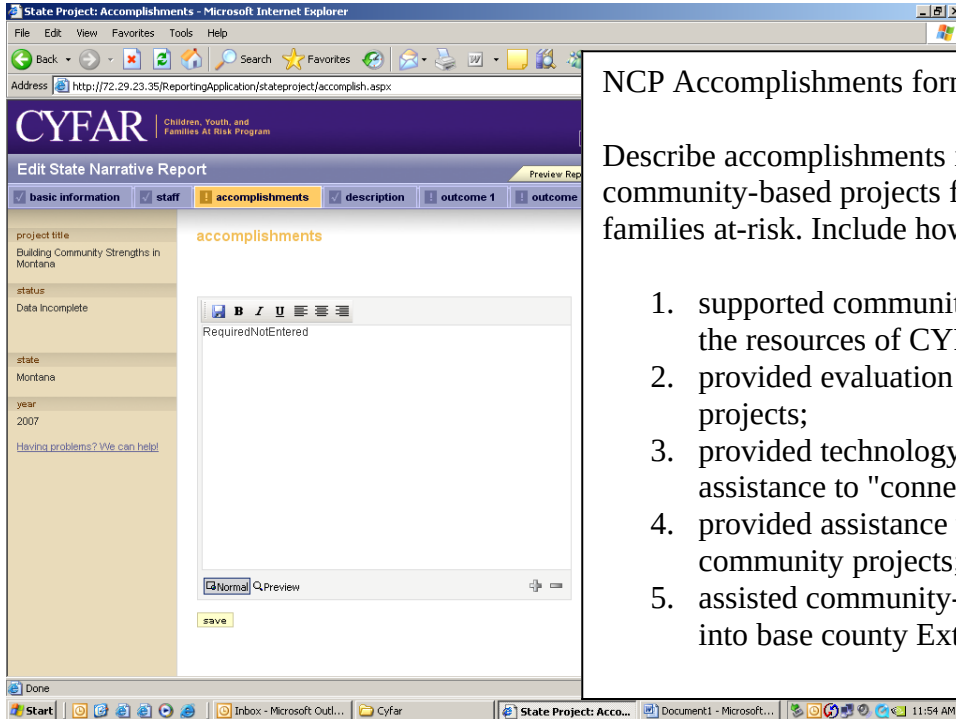 State Project: Accomplishments - Microsoft Internet Explorer
File Edit View Favorites Tools Help
Back Search Favorites
Address http://72.29.23.35/ReportingApplication/stateproject/accomplish.aspx
CYFAR Children, Youth, and
Families At Risk Program
Edit State Narrative Report
Preview Rep
basic information staff accomplishments description outcome 1 outcome
project title
Building Community Strengths in
Montana
status
Data Incomplete
state
Montana
year
2007
Having problems? We can help!
accomplishments
B I U
RequiredNotEntered
Normal Preview
save
NCP Accomplishments for
Describe accomplishments
community-based projects f
families at-risk. Include how
1. supported communit
the resources of CY
2. provided evaluation
projects;
3. provided technology
assistance to "conne
4. provided assistance
community projects;
5. assisted community-
into base county Ext
Done
Start Inbox - Microsoft Outl... Cyfar State Project: Acco... Document1 - Microsoft... 11:54 AM